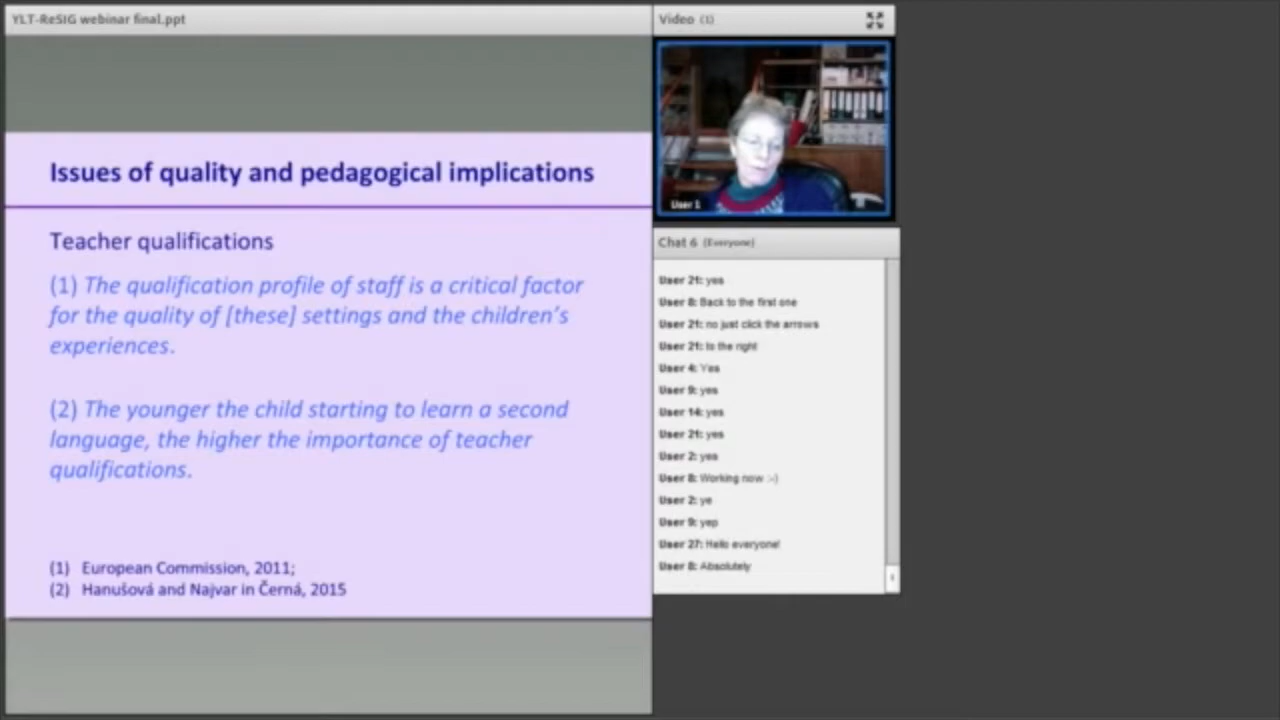 YLT-ReSIG webinar final.ppt
Issues of quality and pedagogical implications
Teacher qualifications
(1) The qualification profile of staff is a critical factor
for the quality of [these] settings and the children's
experiences.
(2) The younger the child starting to learn a second
language, the higher the importance of teacher
qualifications.
(1) European Commission, 2011;
(2) Hanušová and Najvar in Černá, 2015
Video (1)
User 1
Chat 6 (Everyone)
User 21: yes
User 8: Back to the first one
User 21: no just click the arrows
User 21: to the right
User 4: Yes
User 9: yes
User 14: yes
User 21: yes
User 2: yes
User 8: Working now :-)
User 2: ye
User 9: yep
User 27: Hello everyone!
User 8: Absolutely